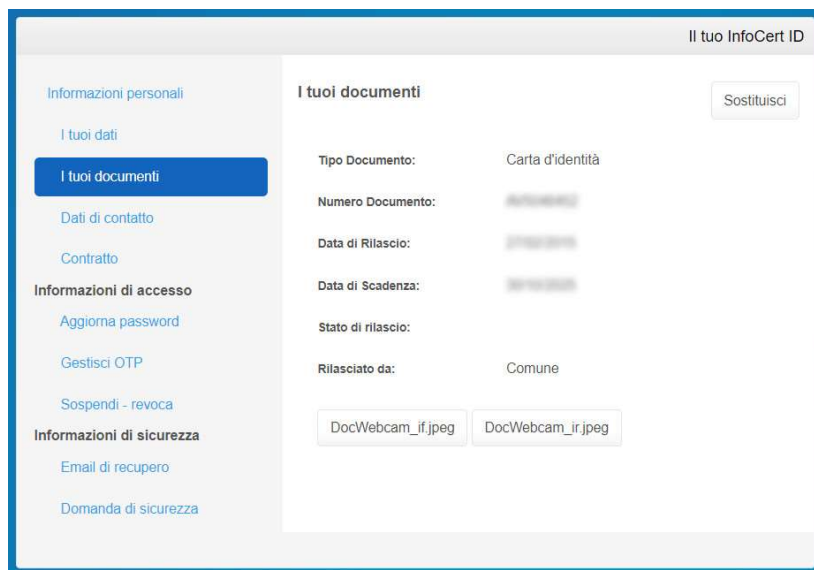 Il tuo InfoCert ID
Informazioni personali
I tuoi dati
I tuoi documenti
Dati di contatto
Contratto
Informazioni di accesso
Aggiorna password
Gestisci OTP
Sospendi - revoca
Informazioni di sicurezza
Email di recupero
Domanda di sicurezza
I tuoi documenti
Sostituisci
Tipo Documento: Carta d'identità
Numero Documento:
Data di Rilascio:
Data di Scadenza:
Stato di rilascio:
Rilasciato da: Comune
DocWebcam_if.jpeg DocWebcam_ir.jpeg